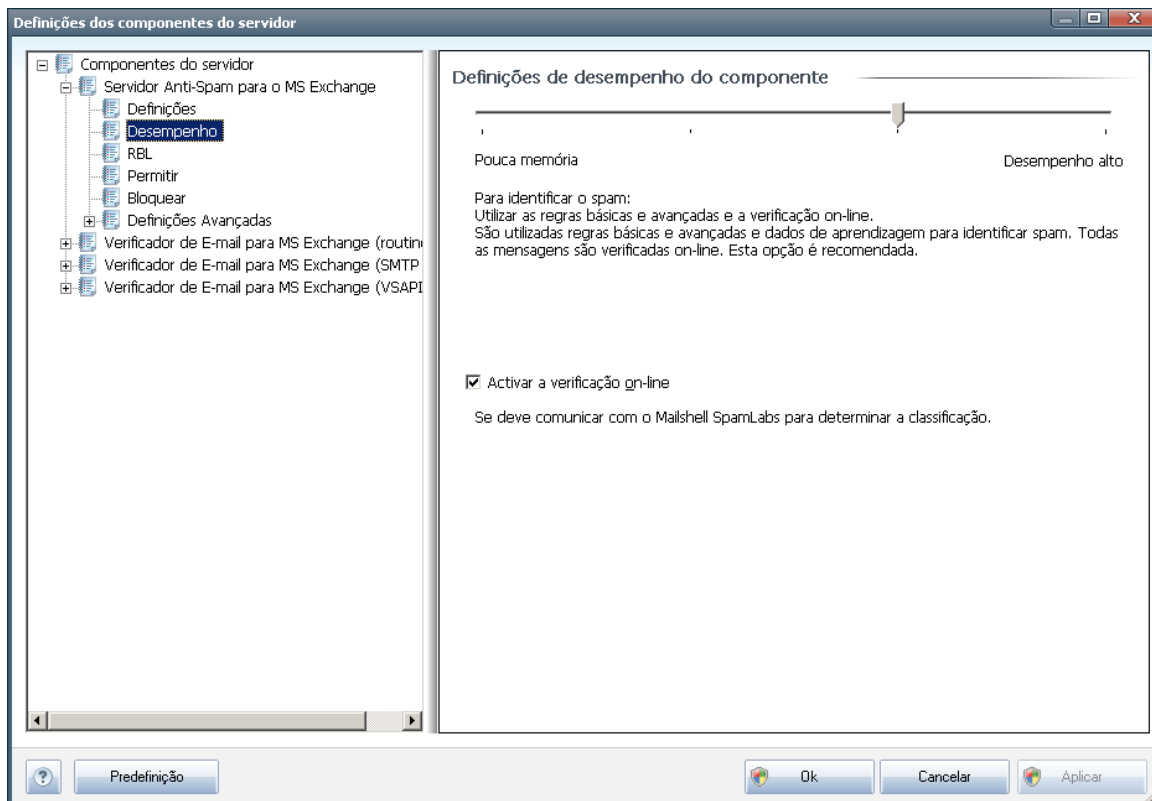 Definições dos componentes do servidor
Componentes do servidor
Servidor Anti-Spam para o MS Exchange
Definições
Desempenho
RBL
Permitir
Bloquear
Definições Avançadas
Verificador de E-mail para MS Exchange (routin
Verificador de E-mail para MS Exchange (SMTP
Verificador de E-mail para MS Exchange (VSAPI
Definições de desempenho do componente
Pouca memória
Desempenho alto
Para identificar o spam:
Utilizar as regras básicas e avançadas e a verificação on-line.
São utilizadas regras básicas e avançadas e dados de aprendizagem para identificar spam. Todas
as mensagens são verificadas on-line. Esta opção é recomendada.
Activar a verificação on-line
Se deve comunicar com o Mailshell SpamLabs para determinar a classificação.
?
Predefinição
Ok
Cancelar
Aplicar